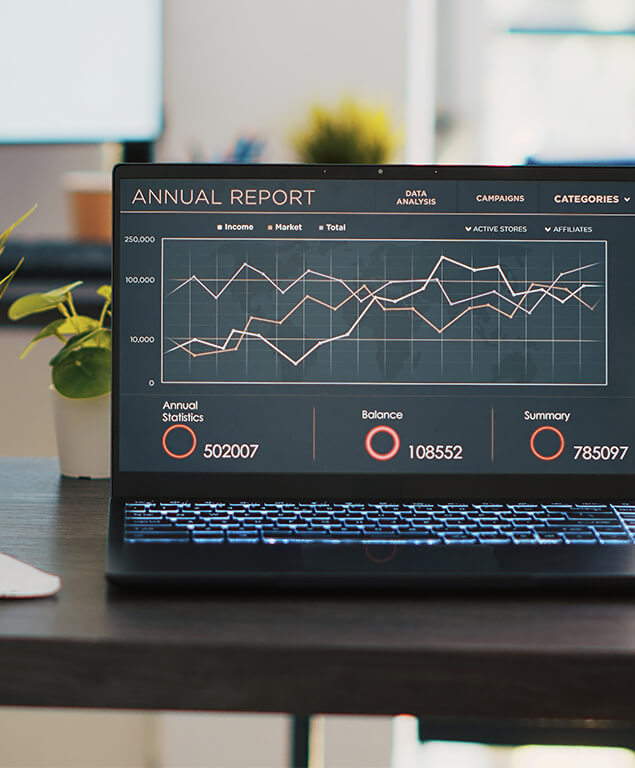 ANNUAL REPORT
DATA
ANALYSIS
CAMPAIGNS
CATEGORIES
Income Market Total
ACTIVE STORES AFFILIATES
250,000
100,000
10,000
0
Annual
Statistics
502007
Balance
108552
Summary
785097